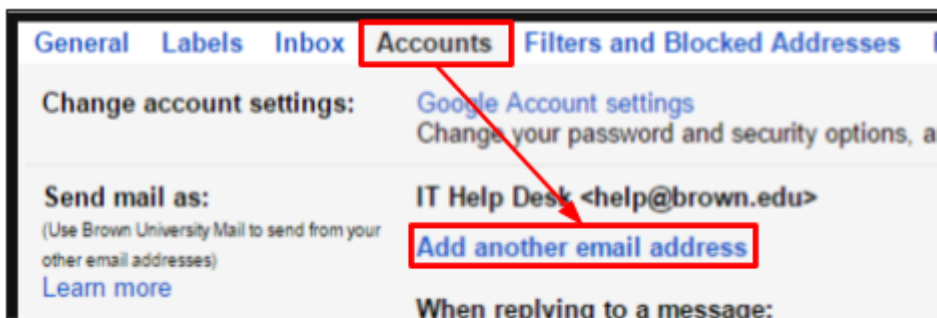 General Labels Inbox Accounts Filters and Blocked Addresses
Change account settings: Google Account settings
Change your password and security options, a
Send mail as: IT Help Desk <help@brown.edu>
(Use Brown University Mail to send from your
other email addresses)
Add another email address
Learn more
When replying to a message: